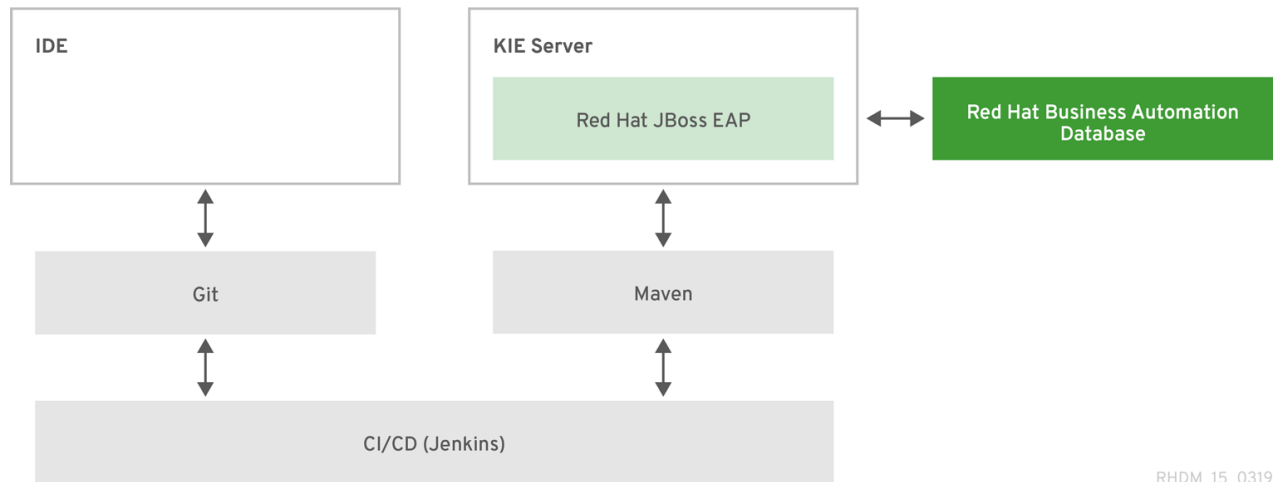 IDE
KIE Server
Red Hat JBoss EAP
Red Hat Business Automation
Database
Git
Maven
CI/CD (Jenkins)
RHDM_15_0319